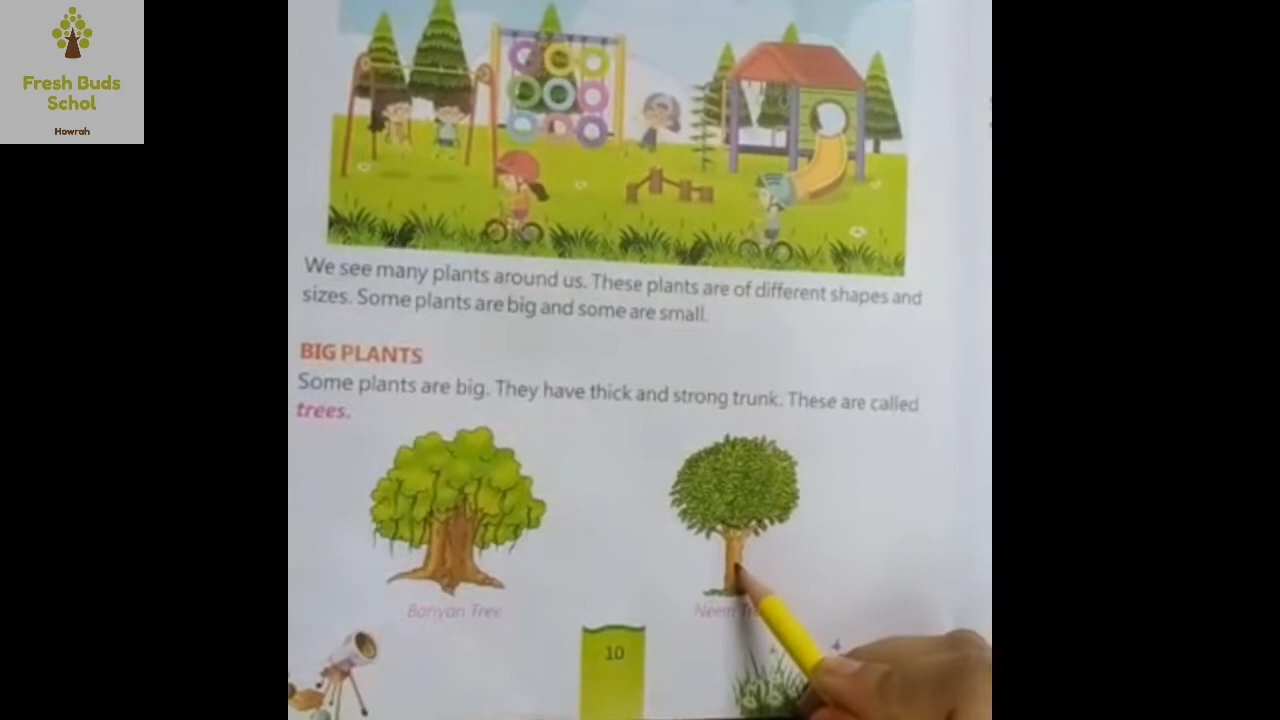 Fresh Buds
Schol
Howrah
We see many plants around us. These plants are of different shapes and
sizes. Some plants are big and some are small.
BIG PLANTS
Some plants are big. They have thick and strong trunk. These are called
trees.
Banyan Tree
Neem
10